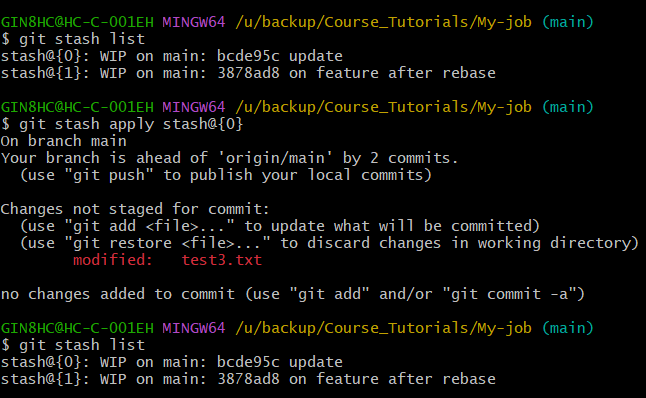 GIN8HC@HC-C-001EH MINGW64 /u/backup/Course_Tutorials/My-job (main)
$ git stash list
stash@{0}: WIP on main: bcde95c update
stash@{1}: WIP on main: 3878ad8 on feature after rebase

GIN8HC@HC-C-001EH MINGW64 /u/backup/Course_Tutorials/My-job (main)
$ git stash apply stash@{0}
On branch main
Your branch is ahead of 'origin/main' by 2 commits.
  (use "git push" to publish your local commits)

Changes not staged for commit:
  (use "git add <file>..." to update what will be committed)
  (use "git restore <file>..." to discard changes in working directory)
        modified:   test3.txt

no changes added to commit (use "git add" and/or "git commit -a")

GIN8HC@HC-C-001EH MINGW64 /u/backup/Course_Tutorials/My-job (main)
$ git stash list
stash@{0}: WIP on main: bcde95c update
stash@{1}: WIP on main: 3878ad8 on feature after rebase